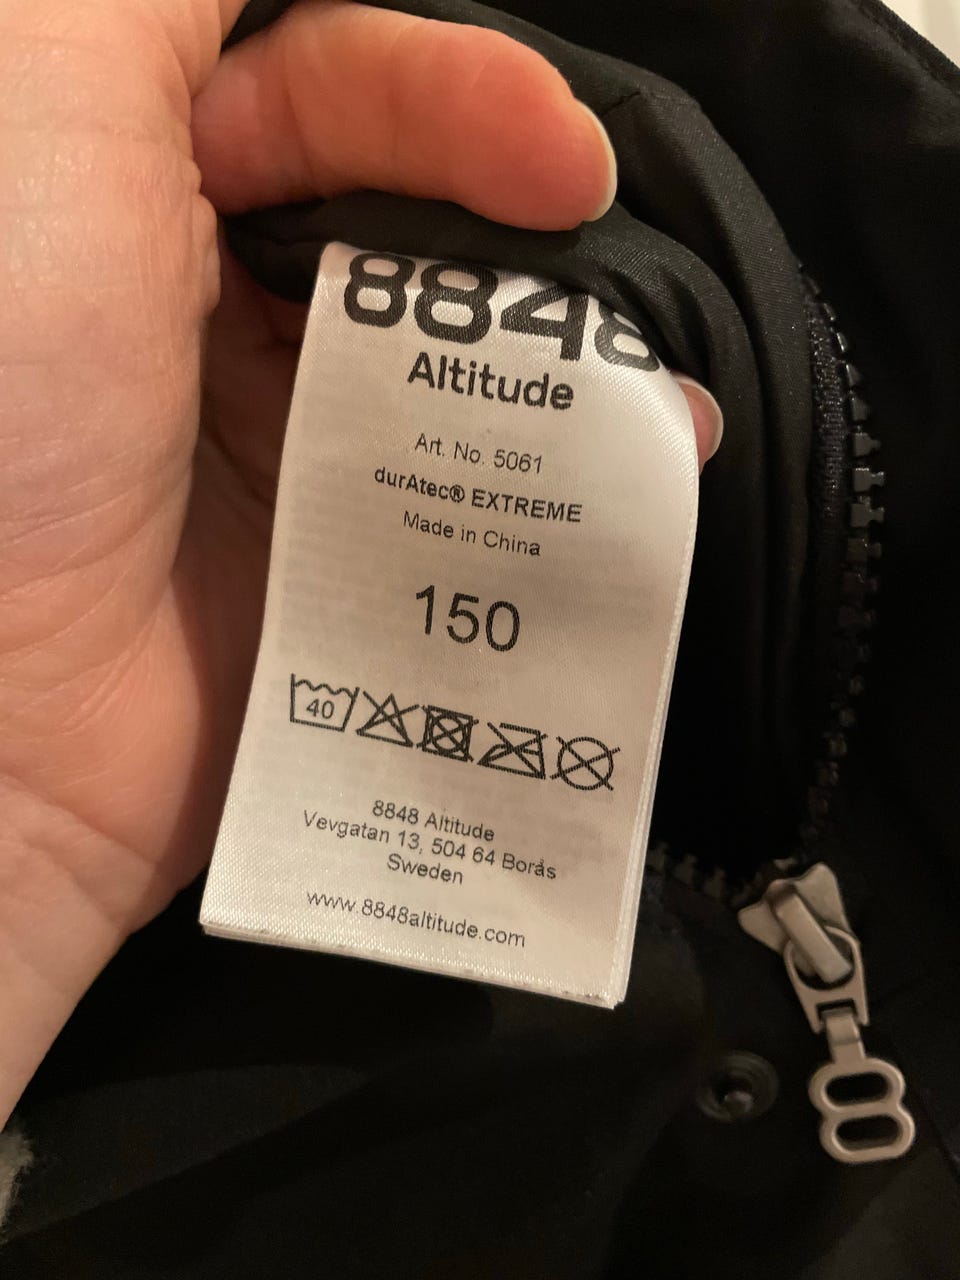 8848
Altitude
Art. No. 5061
durAtec® EXTREME
Made in China
150
40
8848 Altitude
Vevgatan 13, 504 64 Borås
Sweden
www.8848altitude.com